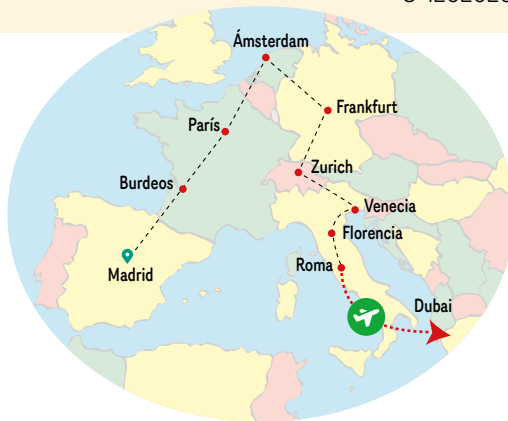 Ámsterdam
Frankfurt
París
Zurich
Burdeos
Venecia
Florencia
Roma
Madrid
Dubai